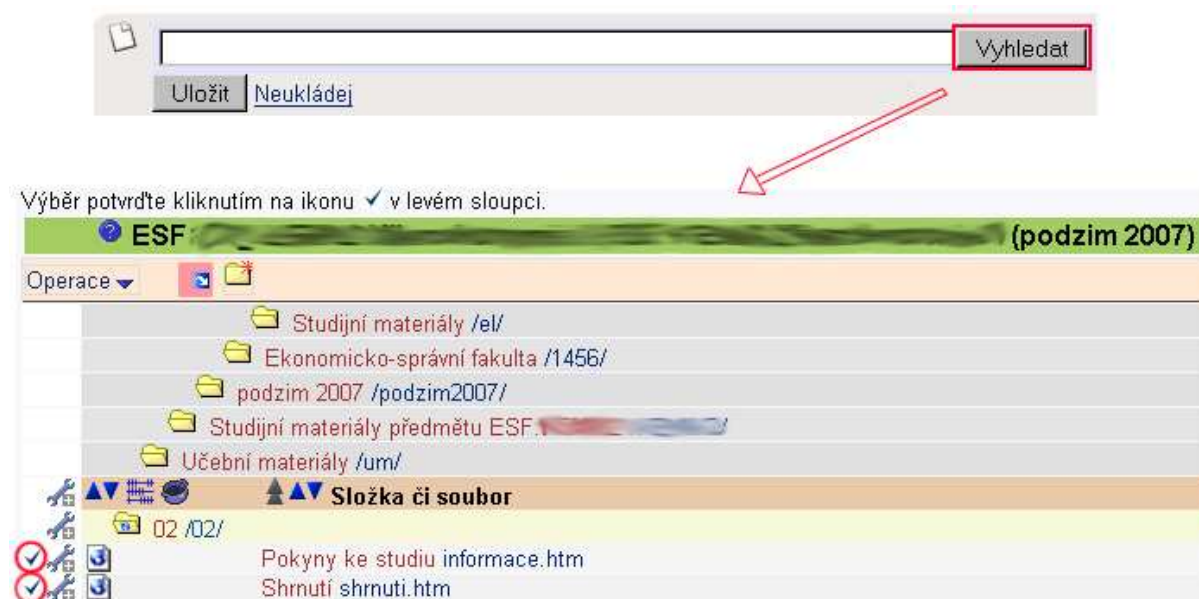 Vyhledat
Uložit Neukládej
Výběr potvrďte kliknutím na ikonu ✓ v levém sloupci.
ESF (podzim 2007)
Operace
Studijní materiály /el/
Ekonomicko-správní fakulta /1456/
podzim 2007 /podzim2007/
Studijní materiály předmětu ESF: /
Učební materiály /um/
Složka či soubor
02 /02/
Pokyny ke studiu informace.htm
Shrnutí shrnuti.htm